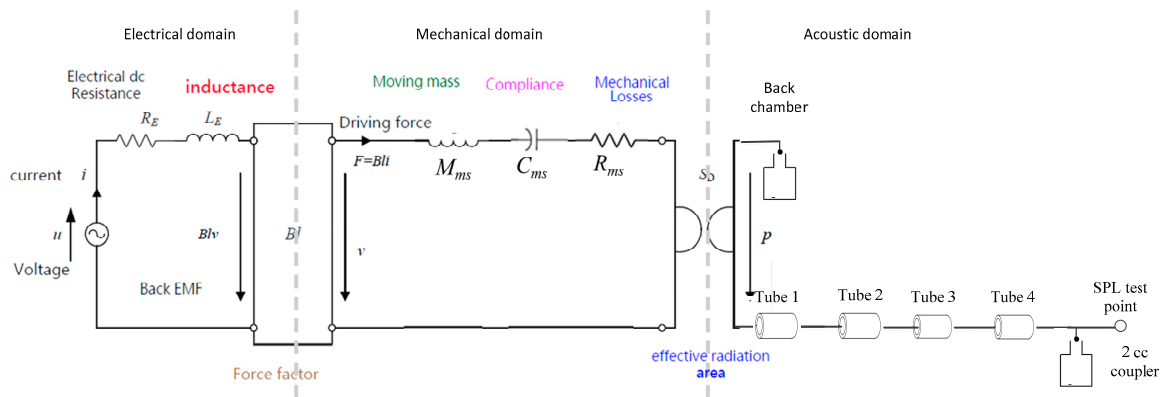 Electrical domain
Mechanical domain
Acoustic domain
Electrical dc
Resistance
inductance
Moving mass
Compliance
Mechanical
Losses
Back
chamber
R_E
L_E
Driving force
F=Bli
M_ms
C_ms
R_ms
S_D
current
i
u
Voltage
Blv
Bl
v
p
Back EMF
Tube 1
Tube 2
Tube 3
Tube 4
SPL test
point
2 cc
coupler
effective radiation
area
Force factor